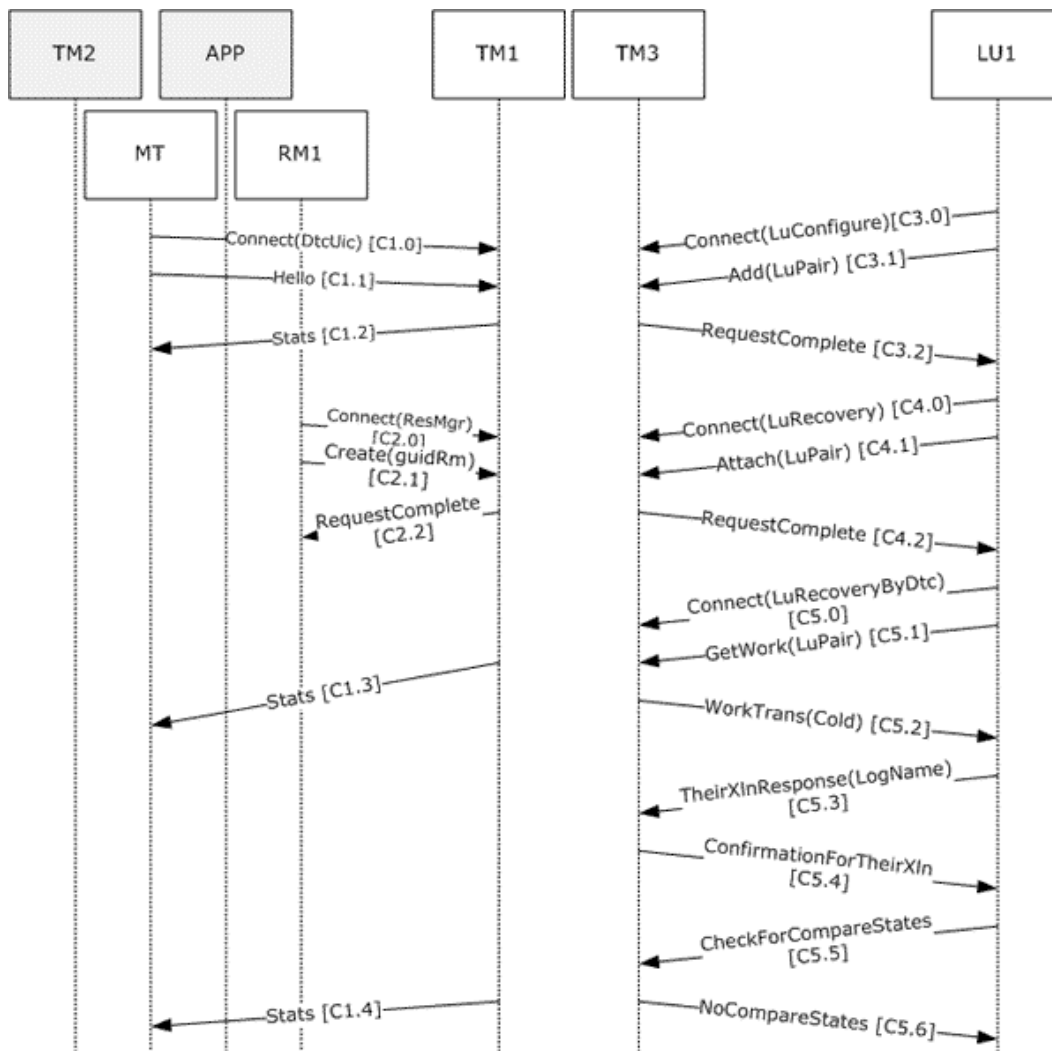 TM2
APP
TM1
TM3
LU1
MT
RM1
Connect(LuConfigure)[C3.0]
Connect(DtcUic) [C1.0]
Add(LuPair) [C3.1]
Hello [C1.1]
Stats [C1.2]
RequestComplete [C3.2]
Connect(ResMgr)
[C2.0]
Connect(LuRecovery) [C4.0]
Create(guidRm)
[C2.1]
Attach(LuPair) [C4.1]
RequestComplete
[C2.2]
RequestComplete [C4.2]
Connect(LuRecoveryByDtc)
[C5.0]
GetWork(LuPair) [C5.1]
Stats [C1.3]
WorkTrans(Cold) [C5.2]
TheirXlnResponse(LogName)
[C5.3]
ConfirmationForTheirXln
[C5.4]
CheckForCompareStates
[C5.5]
Stats [C1.4]
NoCompareStates [C5.6]